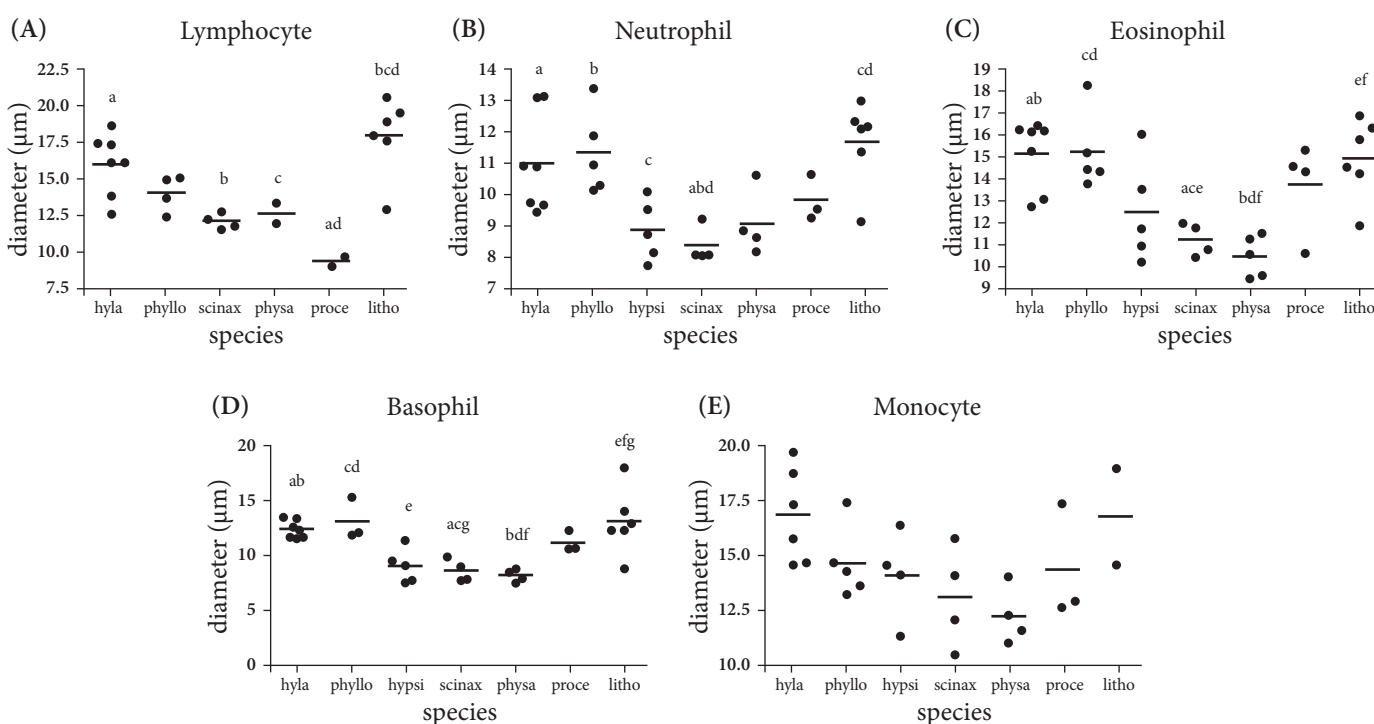 (A) Lymphocyte
diameter (μm)
22.5
20.0
17.5
15.0
12.5
10.0
7.5
a
b
c
ad
bcd
hyla phyllo scinax physa proce litho
species
(B) Neutrophil
diameter (μm)
14
13
12
11
10
9
8
7
a
b
c
abd
cd
hyla phyllo hypsi scinax physa proce litho
species
(C) Eosinophil
diameter (μm)
19
18
17
16
15
14
13
12
11
10
9
ab
cd
ace
bdf
ef
hyla phyllo hypsi scinax physa proce litho
species
(D) Basophil
diameter (μm)
20
15
10
5
0
ab
cd
e
acg
bdf
efg
hyla phyllo hypsi scinax physa proce litho
species
(E) Monocyte
diameter (μm)
20.0
17.5
15.0
12.5
10.0
hyla phyllo hypsi scinax physa proce litho
species